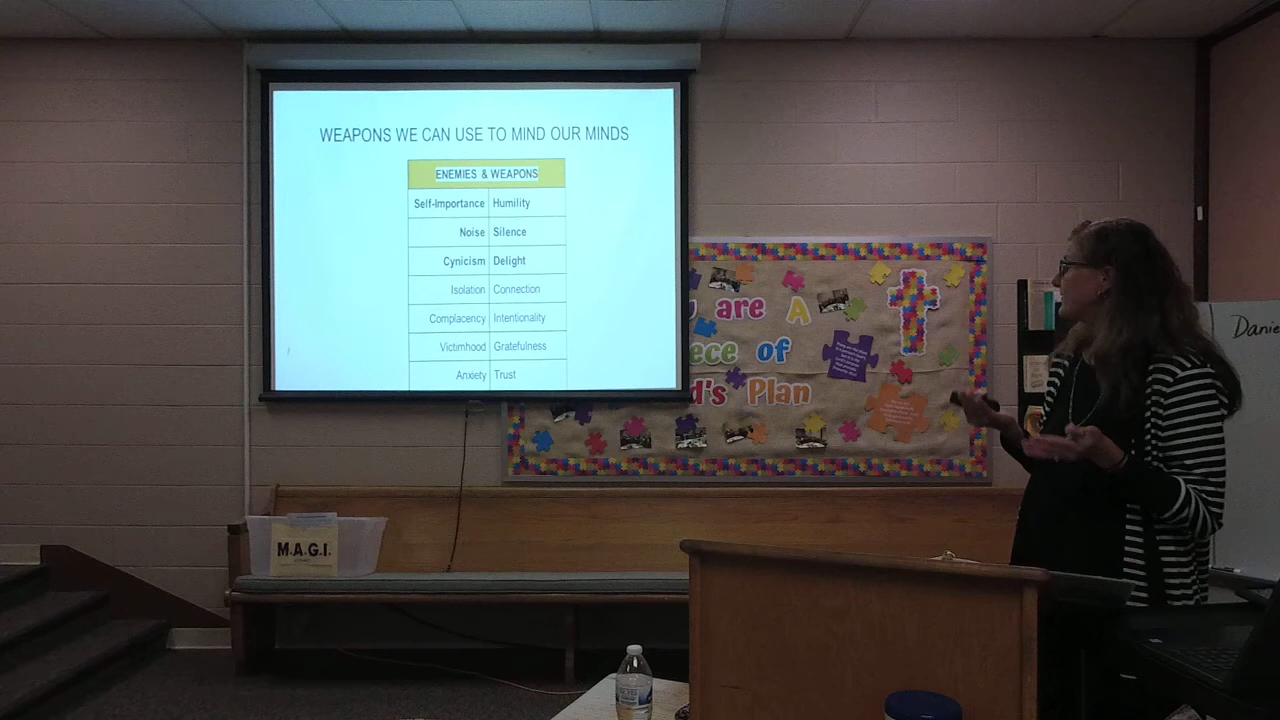 WEAPONS WE CAN USE TO MIND OUR MINDS
ENEMIES & WEAPONS
Self-Importance Humility
Noise Silence
Cynicism Delight
Isolation Connection
Complacency Intentionality
Victimhood Gratefulness
Anxiety Trust
are A
ece of
d's Plan
Danie
M.A.G.I.